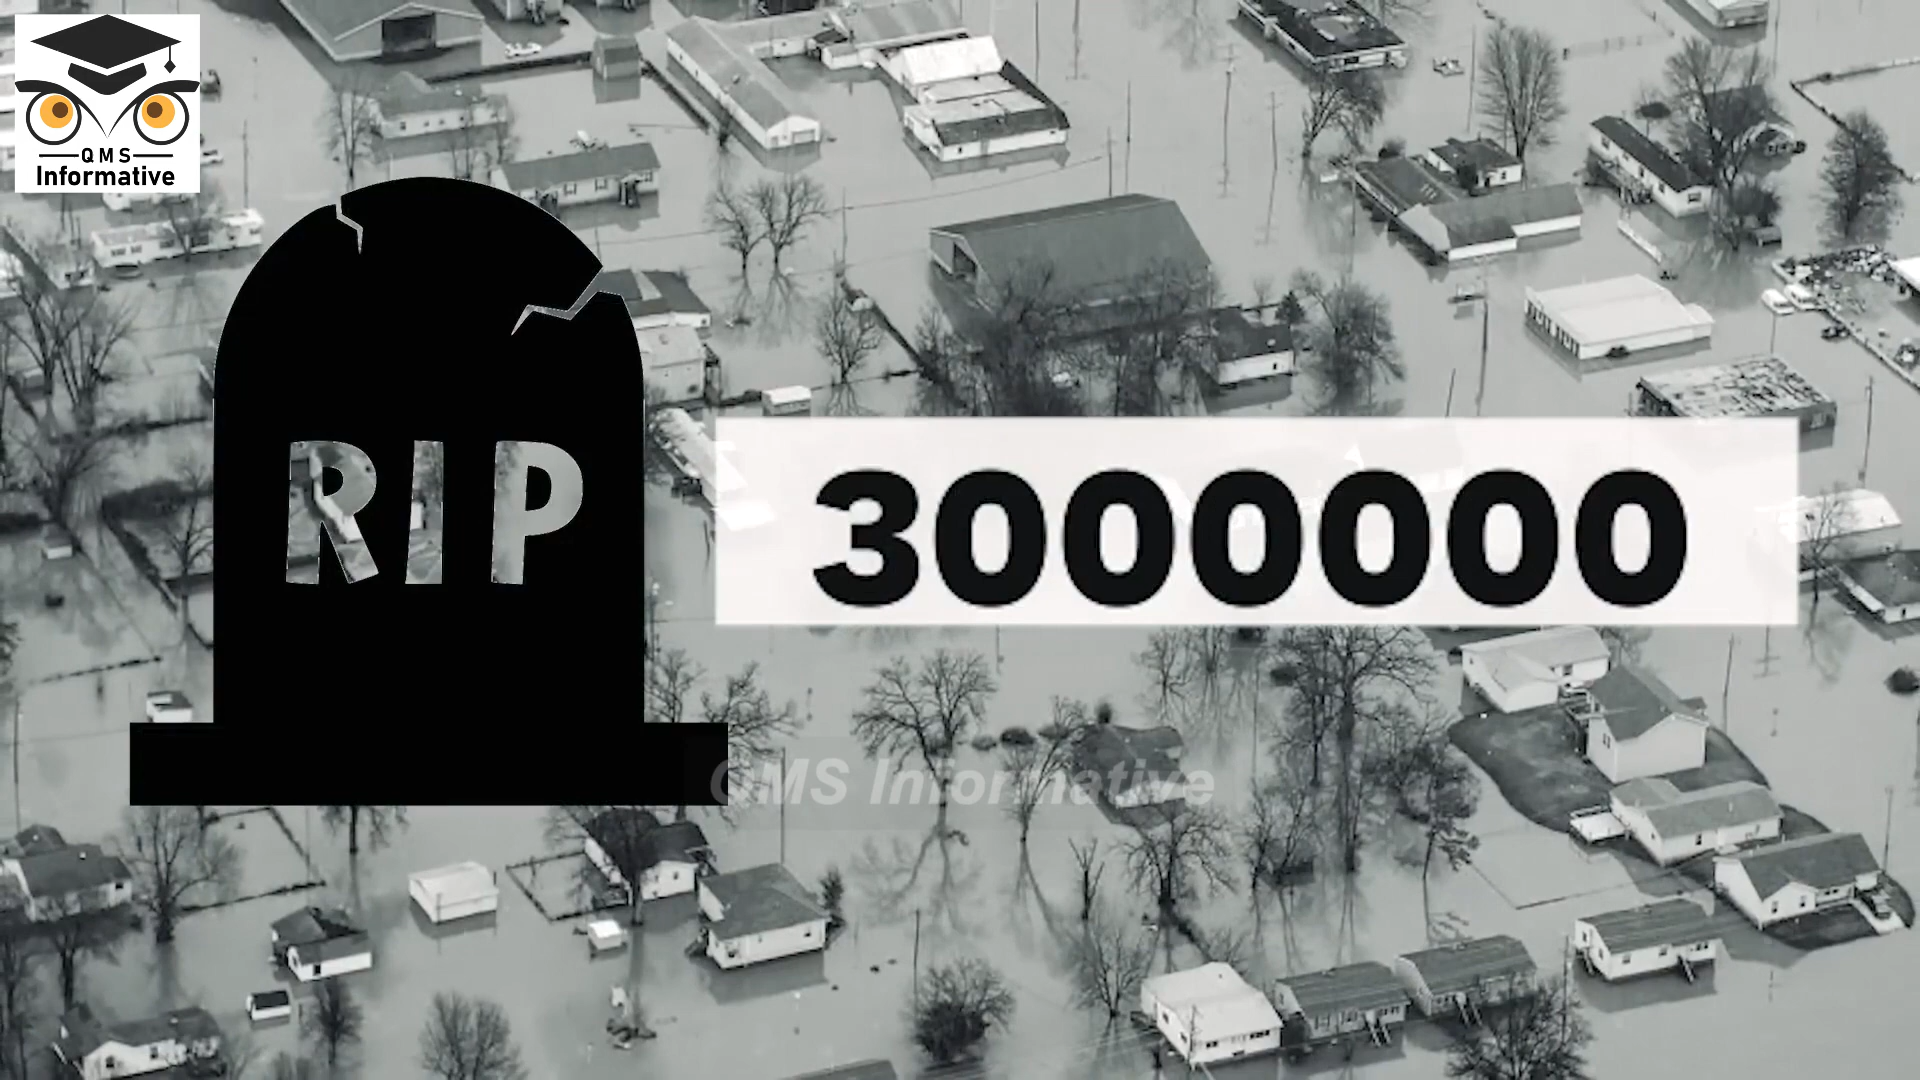 QMS
Informative
RIP
3000000
QMS Informative